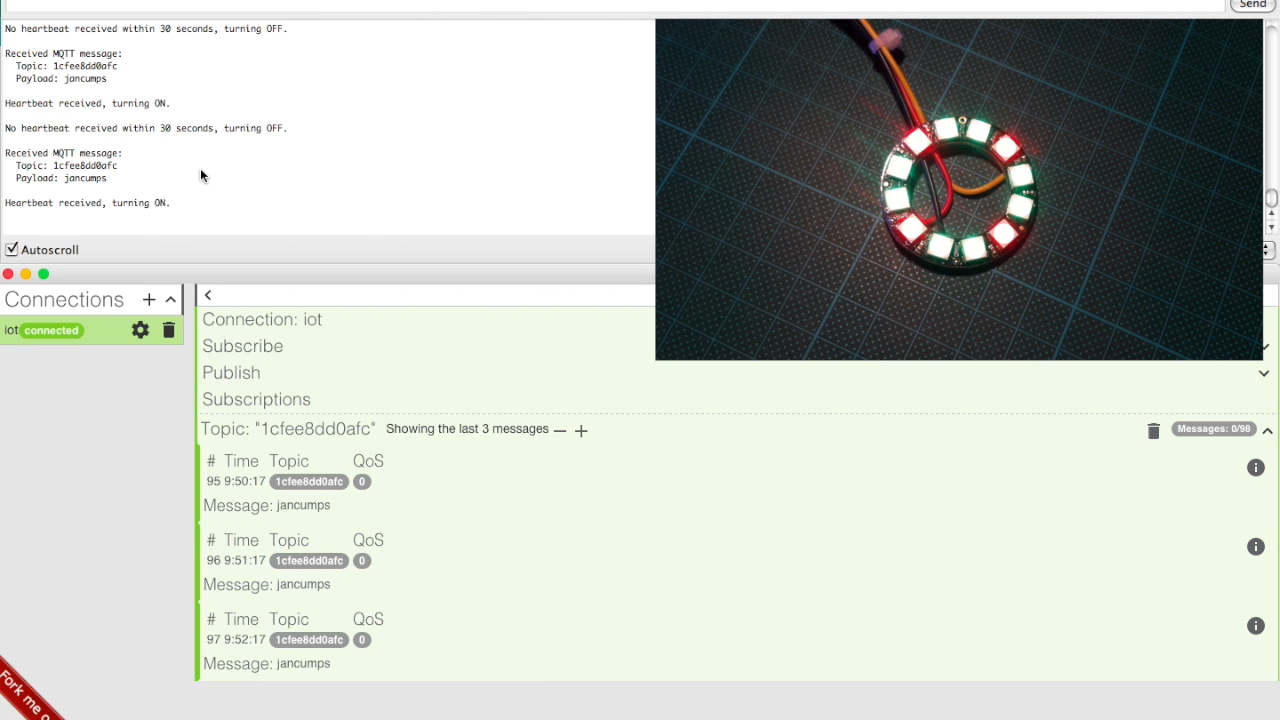 Send
No heartbeat received within 30 seconds, turning OFF.
Received MQTT message:
Topic: 1cfee8dd0afc
Payload: jancumps
Heartbeat received, turning ON.
No heartbeat received within 30 seconds, turning OFF.
Received MQTT message:
Topic: 1cfee8dd0afc
Payload: jancumps
Heartbeat received, turning ON.
Autoscroll
Connections
iot connected
Connection: iot
Subscribe
Publish
Subscriptions
Topic: "1cfee8dd0afc" Showing the last 3 messages Messages: 0/98
# Time Topic QoS
95 9:50:17 1cfee8dd0afc 0
Message: jancumps
# Time Topic QoS
96 9:51:17 1cfee8dd0afc 0
Message: jancumps
# Time Topic QoS
97 9:52:17 1cfee8dd0afc 0
Message: jancumps
Fork me